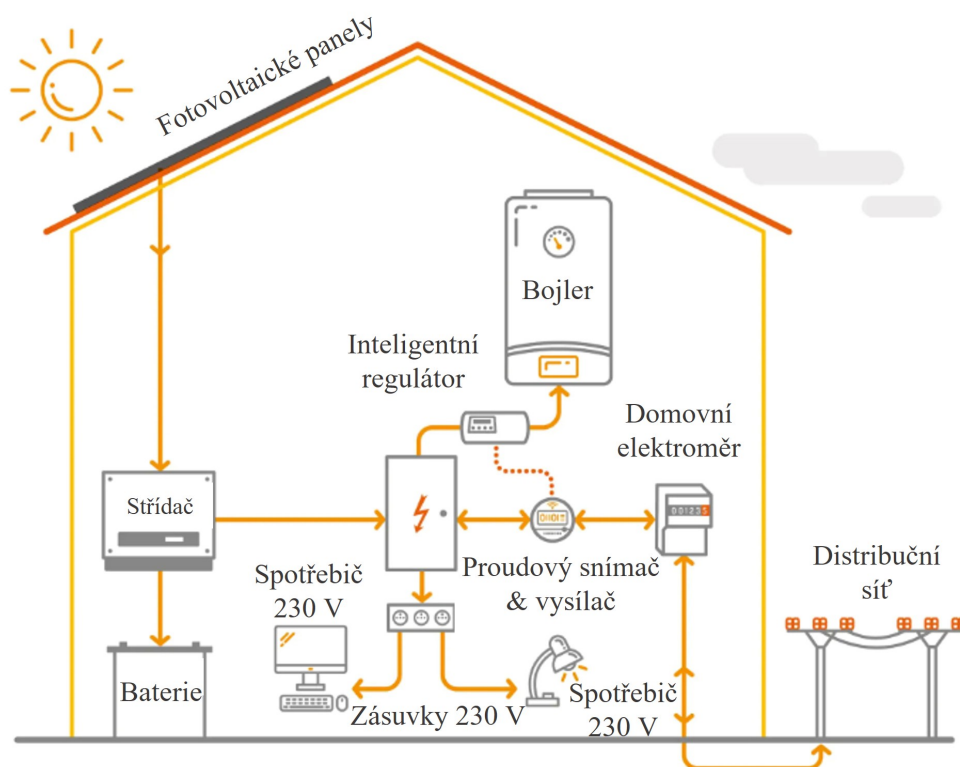 Fotovoltaické panely
Bojler
Inteligentní
regulátor
Domovní
elektroměr
Střídač
001235
Distribuční
síť
Proudový snímač
& vysílač
Spotřebič
230 V
Baterie
Zásuvky 230 V
Spotřebič
230 V